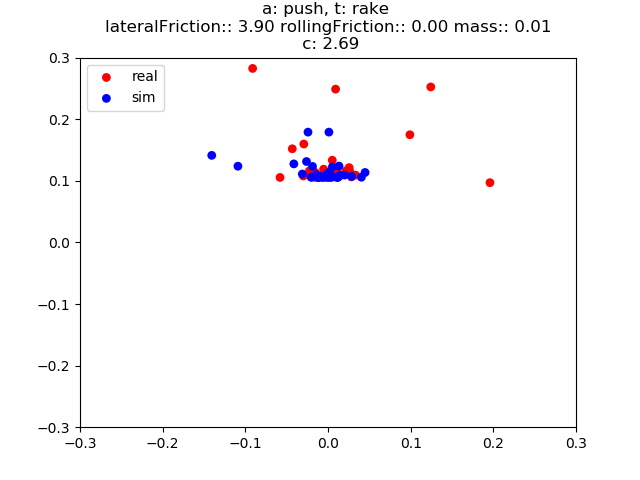 a: push, t: rake
lateralFriction:: 3.90 rollingFriction:: 0.00 mass:: 0.01
c: 2.69
0.3
real
sim
0.2
0.1
0.0
−0.1
−0.2
−0.3
−0.3 −0.2 −0.1 0.0 0.1 0.2 0.3